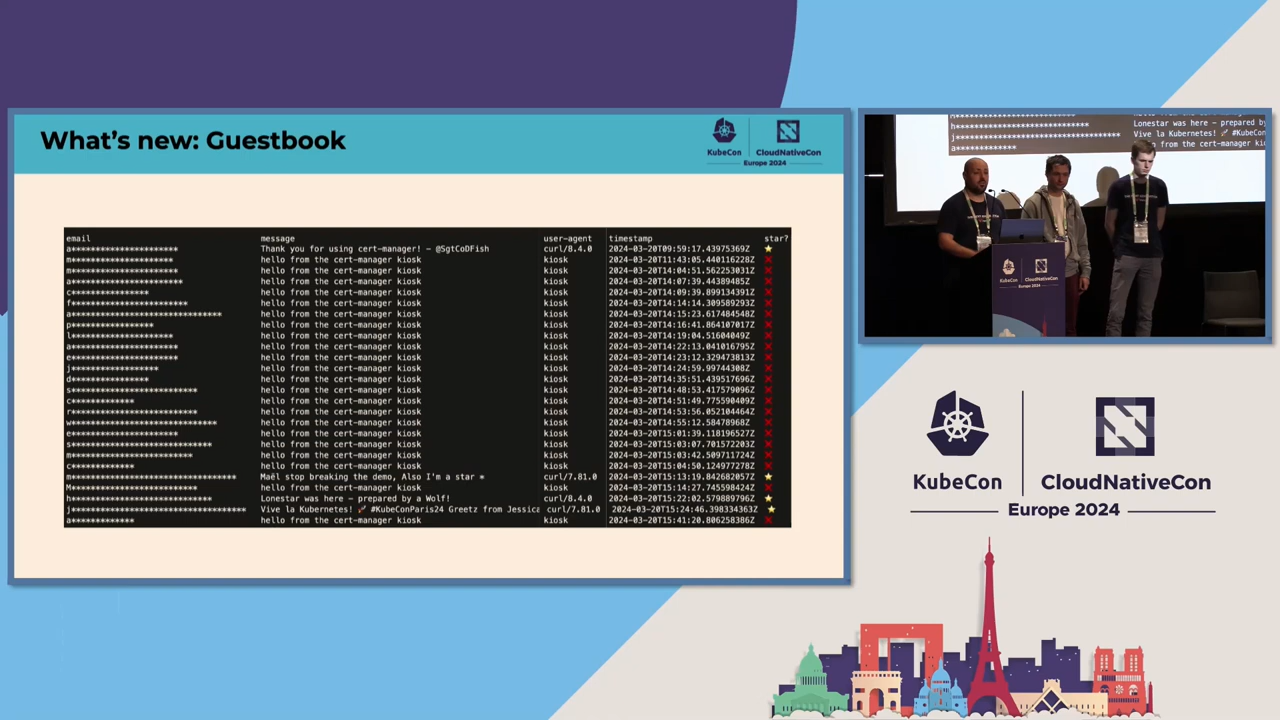 What's new: Guestbook
KubeCon
CloudNativeCon
Europe 2024
email message user-agent timestamp star?
a********************** Thank you for using cert-manager! - @SgtCoDFish curl/8.4.0 2024-03-20T09:59:17.43975369Z ⭐
m********************* hello from the cert-manager kiosk kiosk 2024-03-20T11:43:05.440116228Z ❌
m********************** hello from the cert-manager kiosk kiosk 2024-03-20T14:04:51.562253031Z ❌
a*********************** hello from the cert-manager kiosk kiosk 2024-03-20T14:07:39.44389485Z ❌
c**************** hello from the cert-manager kiosk kiosk 2024-03-20T14:09:39.899134391Z ❌
f************************ hello from the cert-manager kiosk kiosk 2024-03-20T14:14:14.309589293Z ❌
a******************************* hello from the cert-manager kiosk kiosk 2024-03-20T14:15:23.617484548Z ❌
p***************** hello from the cert-manager kiosk kiosk 2024-03-20T14:16:41.864107017Z ❌
l********************* hello from the cert-manager kiosk kiosk 2024-03-20T14:19:04.51604049Z ❌
a********************** hello from the cert-manager kiosk kiosk 2024-03-20T14:22:13.041016795Z ❌
e********************** hello from the cert-manager kiosk kiosk 2024-03-20T14:23:12.329473813Z ❌
j****************** hello from the cert-manager kiosk kiosk 2024-03-20T14:24:59.99744308Z ❌
d**************** hello from the cert-manager kiosk kiosk 2024-03-20T14:35:51.439517696Z ❌
s************************** hello from the cert-manager kiosk kiosk 2024-03-20T14:48:53.417579096Z ❌
c************* hello from the cert-manager kiosk kiosk 2024-03-20T14:51:49.775590409Z ❌
r************************** hello from the cert-manager kiosk kiosk 2024-03-20T14:53:56.052104464Z ❌
w****************************** hello from the cert-manager kiosk kiosk 2024-03-20T14:55:12.58478968Z ❌
e********************** hello from the cert-manager kiosk kiosk 2024-03-20T15:01:39.118196527Z ❌
s***************************** hello from the cert-manager kiosk kiosk 2024-03-20T15:03:07.701572203Z ❌
m************************* hello from the cert-manager kiosk kiosk 2024-03-20T15:03:42.509711724Z ❌
c************* hello from the cert-manager kiosk kiosk 2024-03-20T15:04:50.124977278Z ❌
m********************************** Maël stop breaking the demo, Also I'm a star * curl/7.81.0 2024-03-20T15:13:19.842682057Z ⭐
M************************** hello from the cert-manager kiosk kiosk 2024-03-20T15:14:27.745598424Z ❌
h***************************** Lonestar was here - prepared by a Wolf! curl/8.4.0 2024-03-20T15:22:02.579889796Z ⭐
j************************************ Vive la Kubernetes! 🚀 #KubeConParis24 Greetz from Jessica curl/7.81.0 2024-03-20T15:24:46.398334363Z ⭐
a************* hello from the cert-manager kiosk kiosk 2024-03-20T15:41:20.806258386Z ❌
Lonestar was here - prepared by
Vive la Kubernetes! 🚀 #KubeCon
from the cert-manager kio
KubeCon
CloudNativeCon
Europe 2024